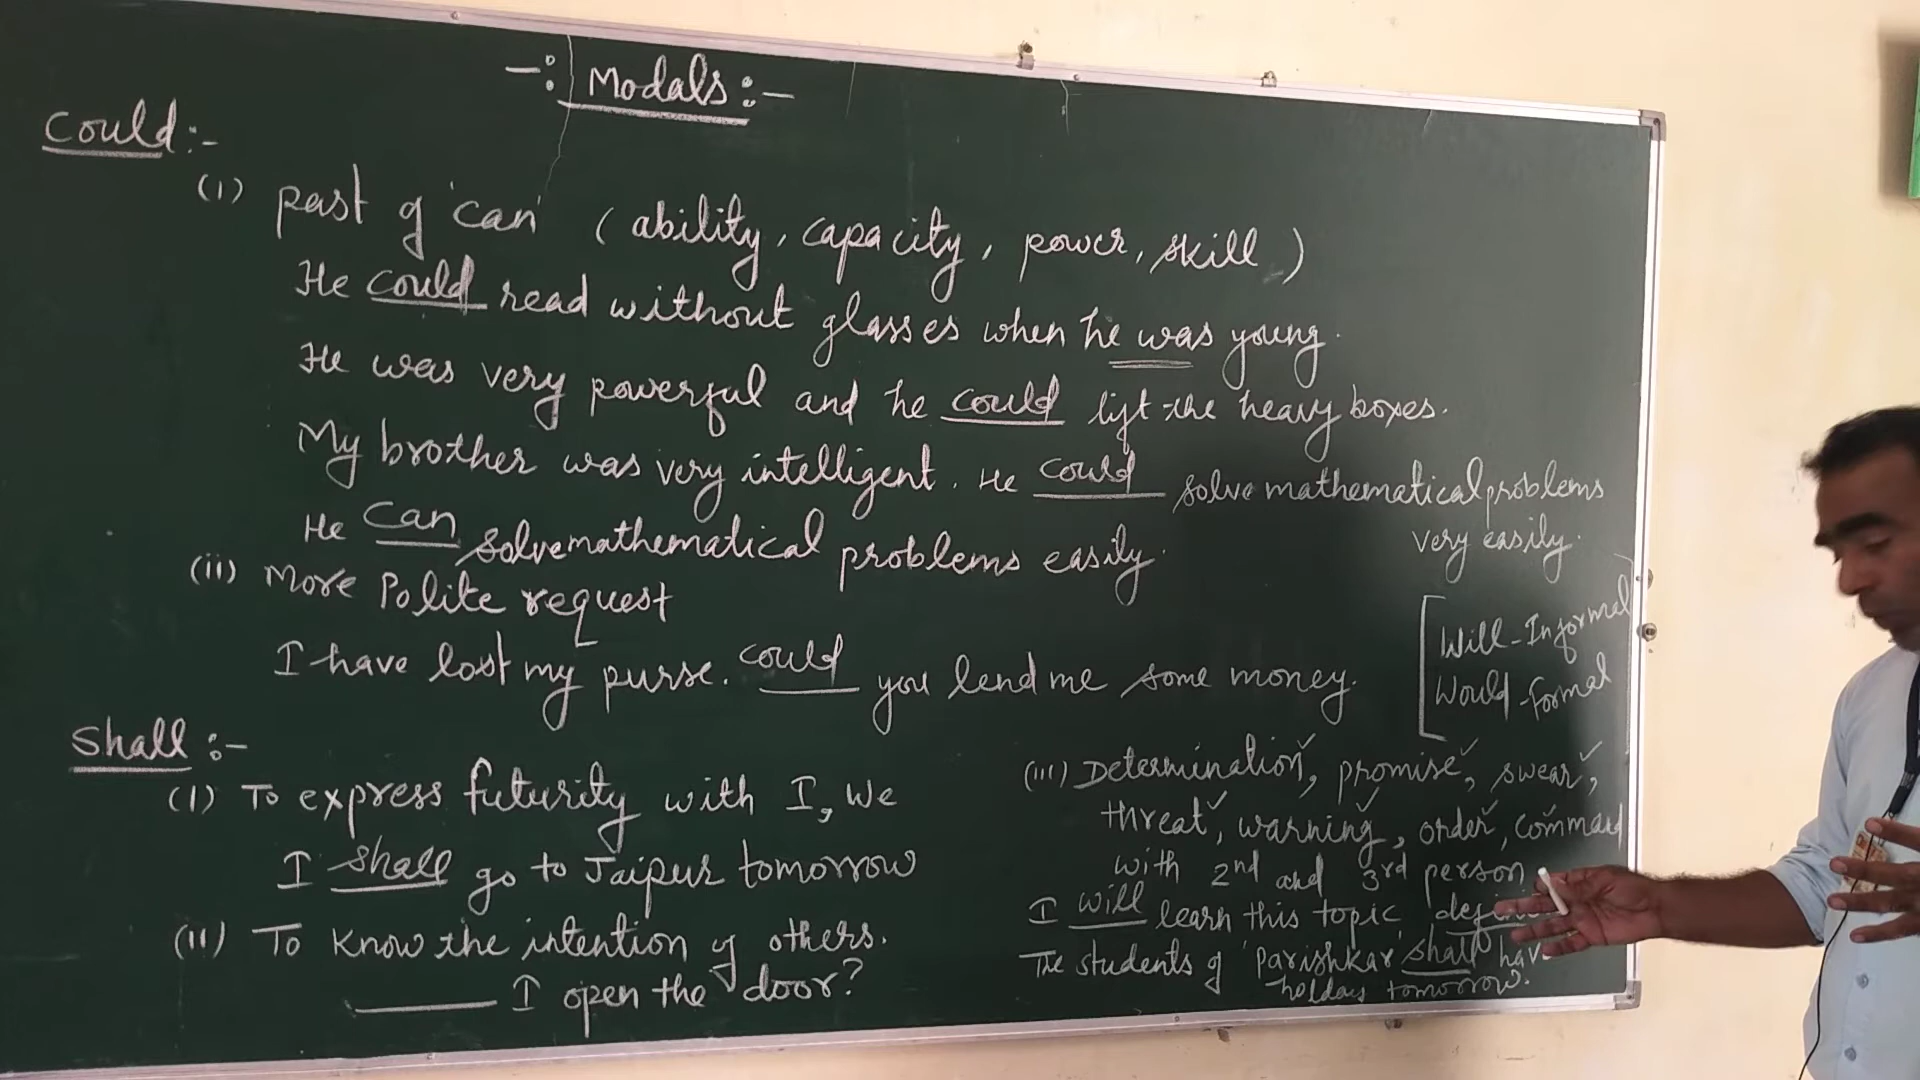 -: Modals :-
Could :-
(i) past of 'can' (ability, capacity, power, skill)
He could read without glasses when he was young.
He was very powerful and he could lift the heavy boxes.
My brother was very intelligent. He could solve mathematical problems
very easily.
He can solve mathematical problems easily.
(ii) More Polite request
I have lost my purse. could you lend me some money.
Will - Informal
Would - Formal
Shall :-
(I) To express futurity with I, We
I shall go to Jaipur tomorrow
(II) To know the intention of others.
____ I open the door?
(III) Determination, promise, swear,
threat, warning, order, command
with 2nd and 3rd person
I will learn this topic
The students of 'Parishkar' shall
holiday tomorrow.